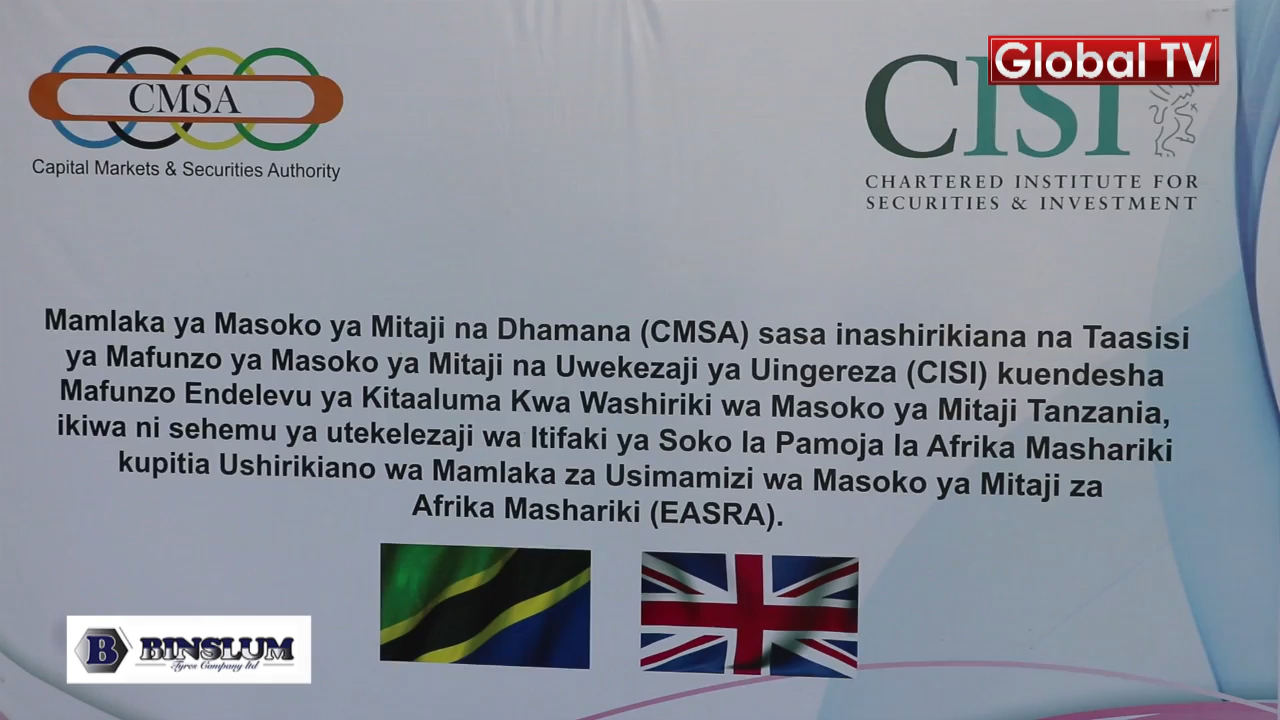 Global TV
CMSA
Capital Markets & Securities Authority
CISI
CHARTERED INSTITUTE FOR
SECURITIES & INVESTMENT
Mamlaka ya Masoko ya Mitaji na Dhamana (CMSA) sasa inashirikiana na Taasisi
ya Mafunzo ya Masoko ya Mitaji na Uwekezaji ya Uingereza (CISI) kuendesha
Mafunzo Endelevu ya Kitaaluma Kwa Washiriki wa Masoko ya Mitaji Tanzania,
ikiwa ni sehemu ya utekelezaji wa Itifaki ya Soko la Pamoja la Afrika Mashariki
kupitia Ushirikiano wa Mamlaka za Usimamizi wa Masoko ya Mitaji za
Afrika Mashariki (EASRA).
B BINSLUM
Tyres Company ltd